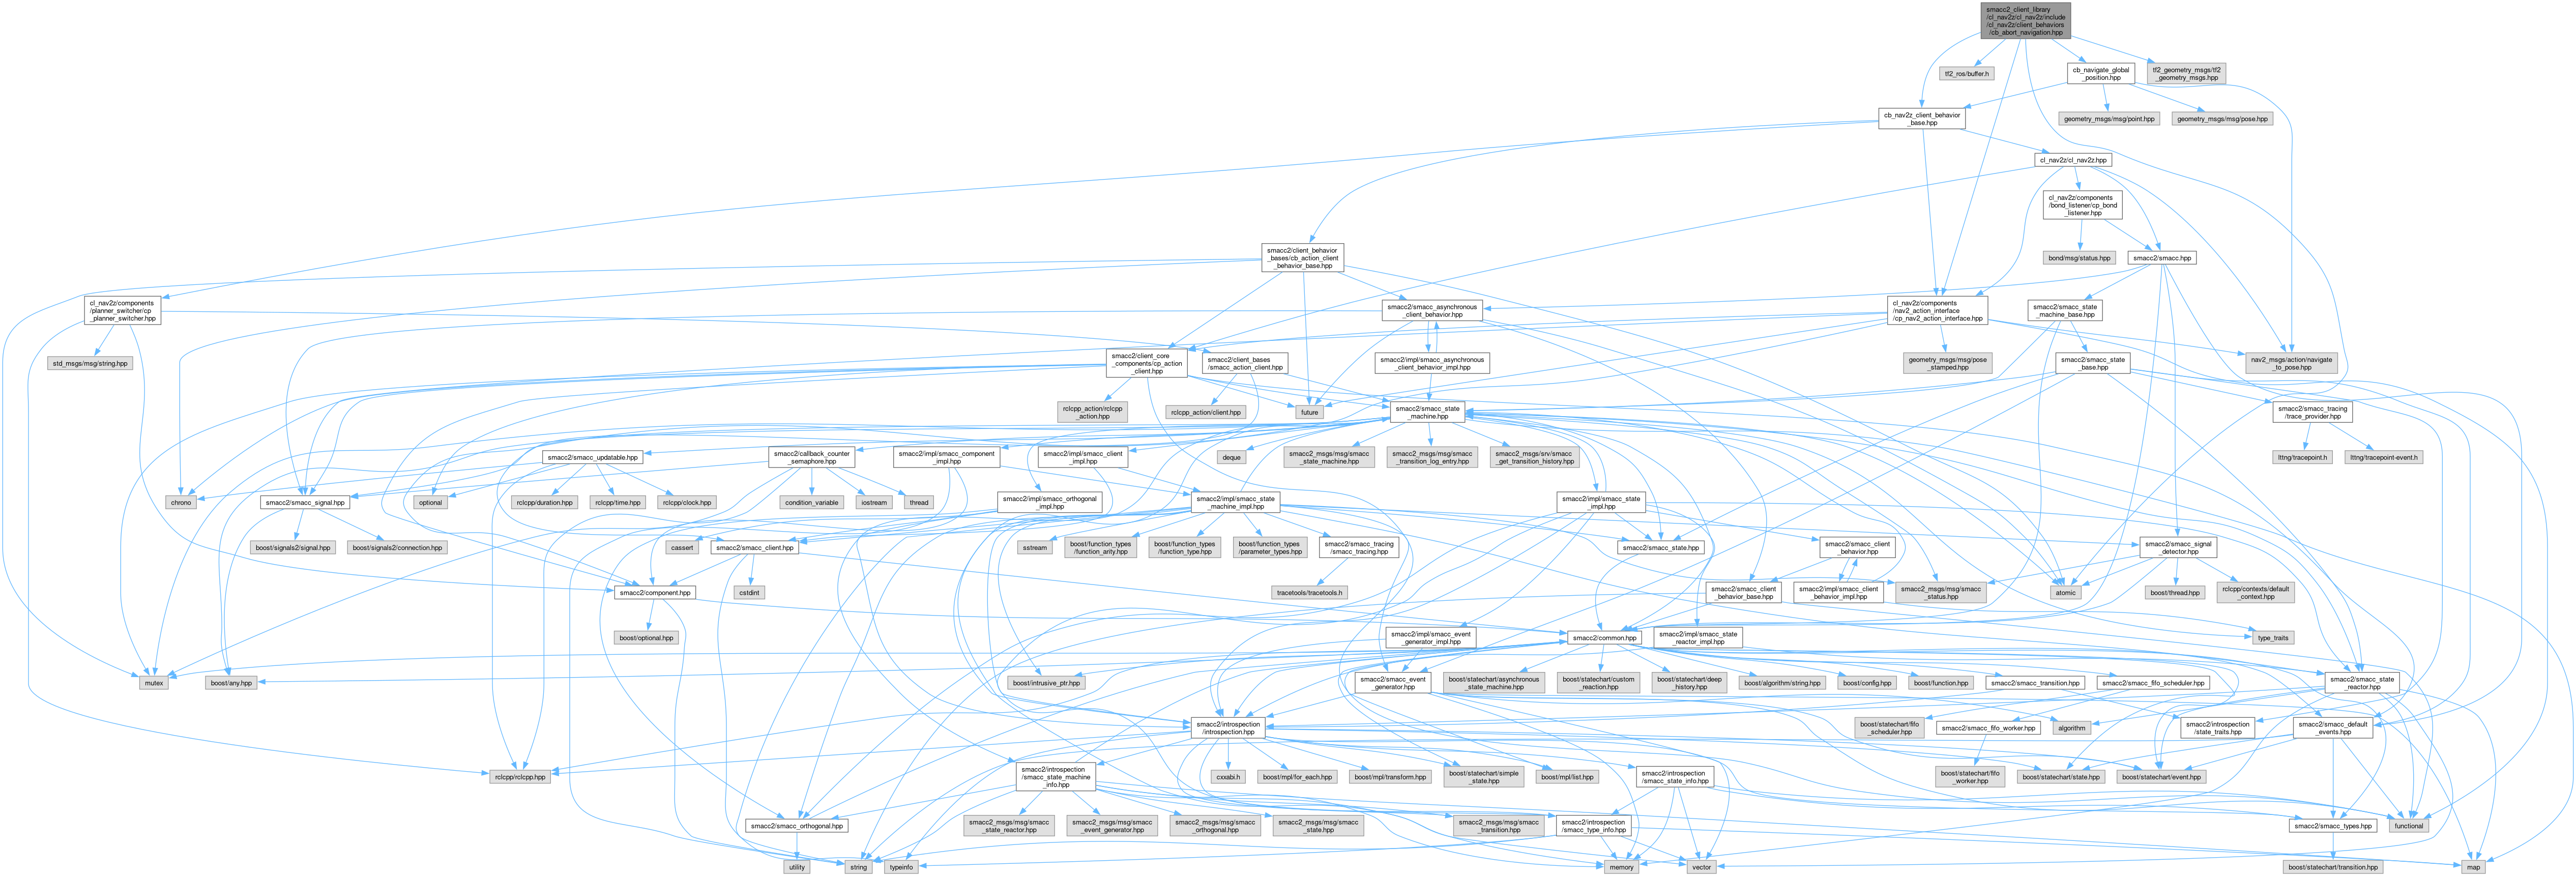 smacc2_client_library
/cl_nav2z/cl_nav2z/include
/cl_nav2z/client_behaviors
/cb_abort_navigation.hpp
tf2_ros/buffer.h
cb_navigate_global
_position.hpp
tf2_geometry_msgs/tf2
_geometry_msgs.hpp
cb_nav2z_client_behavior
_base.hpp
geometry_msgs/msg/point.hpp
geometry_msgs/msg/pose.hpp
cl_nav2z/cl_nav2z.hpp
cl_nav2z/components
/bond_listener/cp_bond
_listener.hpp
smacc2/client_behavior
_bases/cb_action_client
_behavior_base.hpp
bond/msg/status.hpp
smacc2/smacc.hpp
cl_nav2z/components
/planner_switcher/cp
_planner_switcher.hpp
smacc2/smacc_asynchronous
_client_behavior.hpp
cl_nav2z/components
/nav2_action_interface
/cp_nav2_action_interface.hpp
smacc2/smacc_state
_machine_base.hpp
std_msgs/msg/string.hpp
smacc2/client_core
_components/cp_action
_client.hpp
smacc2/client_bases
/smacc_action_client.hpp
smacc2/impl/smacc_asynchronous
_client_behavior_impl.hpp
geometry_msgs/msg/pose
_stamped.hpp
smacc2/smacc_state
_base.hpp
nav2_msgs/action/navigate
_to_pose.hpp
rclcpp_action/rclcpp
_action.hpp
rclcpp_action/client.hpp
future
smacc2/smacc_state
_machine.hpp
smacc2/smacc_tracing
/trace_provider.hpp
smacc2/smacc_updatable.hpp
smacc2/callback_counter
_semaphore.hpp
smacc2/impl/smacc_component
_impl.hpp
smacc2/impl/smacc_client
_impl.hpp
deque
smacc2_msgs/msg/smacc
_state_machine.hpp
smacc2_msgs/msg/smacc
_transition_log_entry.hpp
smacc2_msgs/srv/smacc
_get_transition_history.hpp
lttng/tracepoint.h
lttng/tracepoint-event.h
chrono
smacc2/smacc_signal.hpp
optional
rclcpp/duration.hpp
rclcpp/time.hpp
rclcpp/clock.hpp
condition_variable
iostream
thread
smacc2/impl/smacc_orthogonal
_impl.hpp
smacc2/impl/smacc_state
_machine_impl.hpp
smacc2/impl/smacc_state
_impl.hpp
boost/signals2/signal.hpp
boost/signals2/connection.hpp
smacc2/smacc_client.hpp
cassert
sstream
boost/function_types
/function_arity.hpp
boost/function_types
/function_type.hpp
boost/function_types
/parameter_types.hpp
smacc2/smacc_tracing
/smacc_tracing.hpp
smacc2/smacc_state.hpp
smacc2/smacc_client
_behavior.hpp
smacc2/smacc_signal
_detector.hpp
smacc2/component.hpp
cstdint
tracetools/tracetools.h
smacc2/smacc_client
_behavior_base.hpp
smacc2/impl/smacc_client
_behavior_impl.hpp
smacc2_msgs/msg/smacc
_status.hpp
atomic
boost/thread.hpp
rclcpp/contexts/default
_context.hpp
boost/optional.hpp
smacc2/impl/smacc_event
_generator_impl.hpp
smacc2/common.hpp
smacc2/impl/smacc_state
_reactor_impl.hpp
type_traits
mutex
boost/any.hpp
boost/intrusive_ptr.hpp
smacc2/smacc_event
_generator.hpp
boost/statechart/asynchronous
_state_machine.hpp
boost/statechart/custom
_reaction.hpp
boost/statechart/deep
_history.hpp
boost/algorithm/string.hpp
boost/config.hpp
boost/function.hpp
smacc2/smacc_transition.hpp
smacc2/smacc_fifo_scheduler.hpp
smacc2/smacc_state
_reactor.hpp
smacc2/introspection
/introspection.hpp
boost/statechart/fifo
_scheduler.hpp
smacc2/smacc_fifo_worker.hpp
algorithm
smacc2/introspection
/state_traits.hpp
smacc2/smacc_default
_events.hpp
rclcpp/rclcpp.hpp
smacc2/introspection
/smacc_state_machine
_info.hpp
cxxabi.h
boost/mpl/for_each.hpp
boost/mpl/transform.hpp
boost/statechart/simple
_state.hpp
boost/mpl/list.hpp
smacc2/introspection
/smacc_state_info.hpp
boost/statechart/fifo
_worker.hpp
boost/statechart/state.hpp
boost/statechart/event.hpp
smacc2/smacc_orthogonal.hpp
smacc2_msgs/msg/smacc
_state_reactor.hpp
smacc2_msgs/msg/smacc
_event_generator.hpp
smacc2_msgs/msg/smacc
_orthogonal.hpp
smacc2_msgs/msg/smacc
_state.hpp
smacc2_msgs/msg/smacc
_transition.hpp
smacc2/introspection
/smacc_type_info.hpp
smacc2/smacc_types.hpp
functional
utility
string
typeinfo
memory
vector
boost/statechart/transition.hpp
map